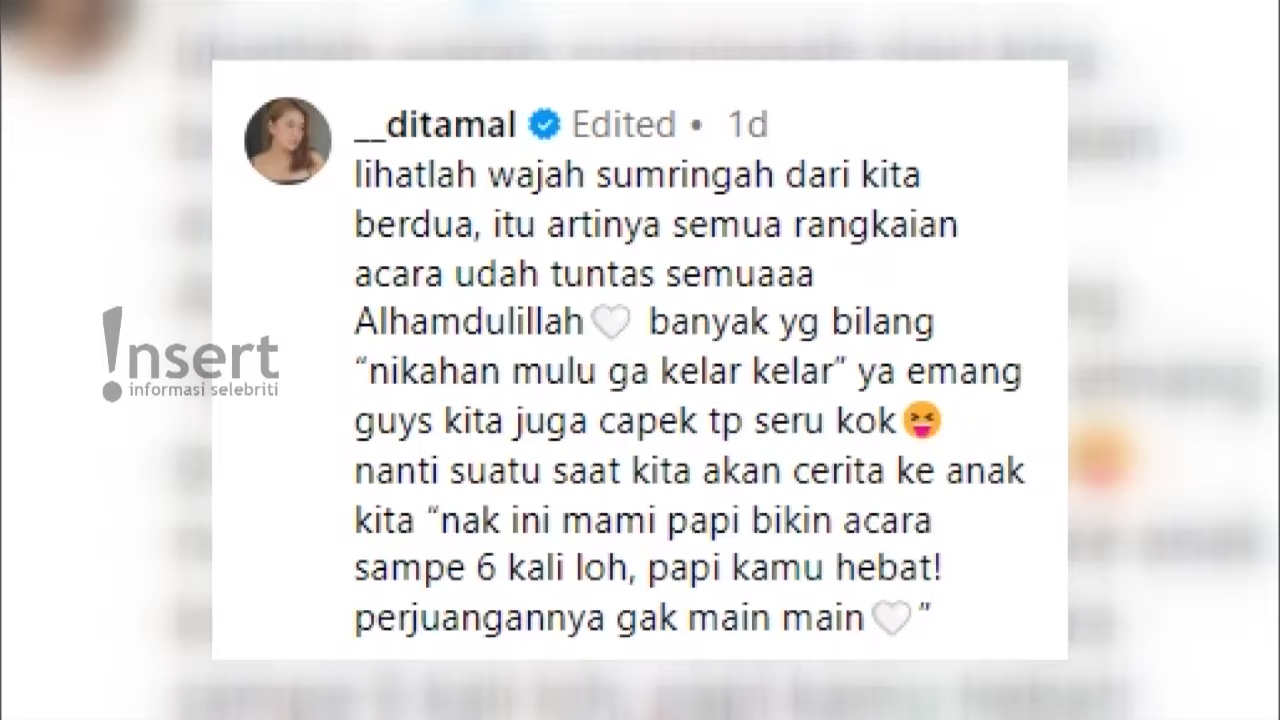 __ditamal Edited • 1d
lihatlah wajah sumringah dari kita
berdua, itu artinya semua rangkaian
acara udah tuntas semuaaa
Alhamdulillah🤍 banyak yg bilang
“nikahan mulu ga kelar kelar” ya emang
guys kita juga capek tp seru kok😝
nanti suatu saat kita akan cerita ke anak
kita “nak ini mami papi bikin acara
sampe 6 kali loh, papi kamu hebat!
perjuangannya gak main main🤍”
!nsert
informasi selebriti